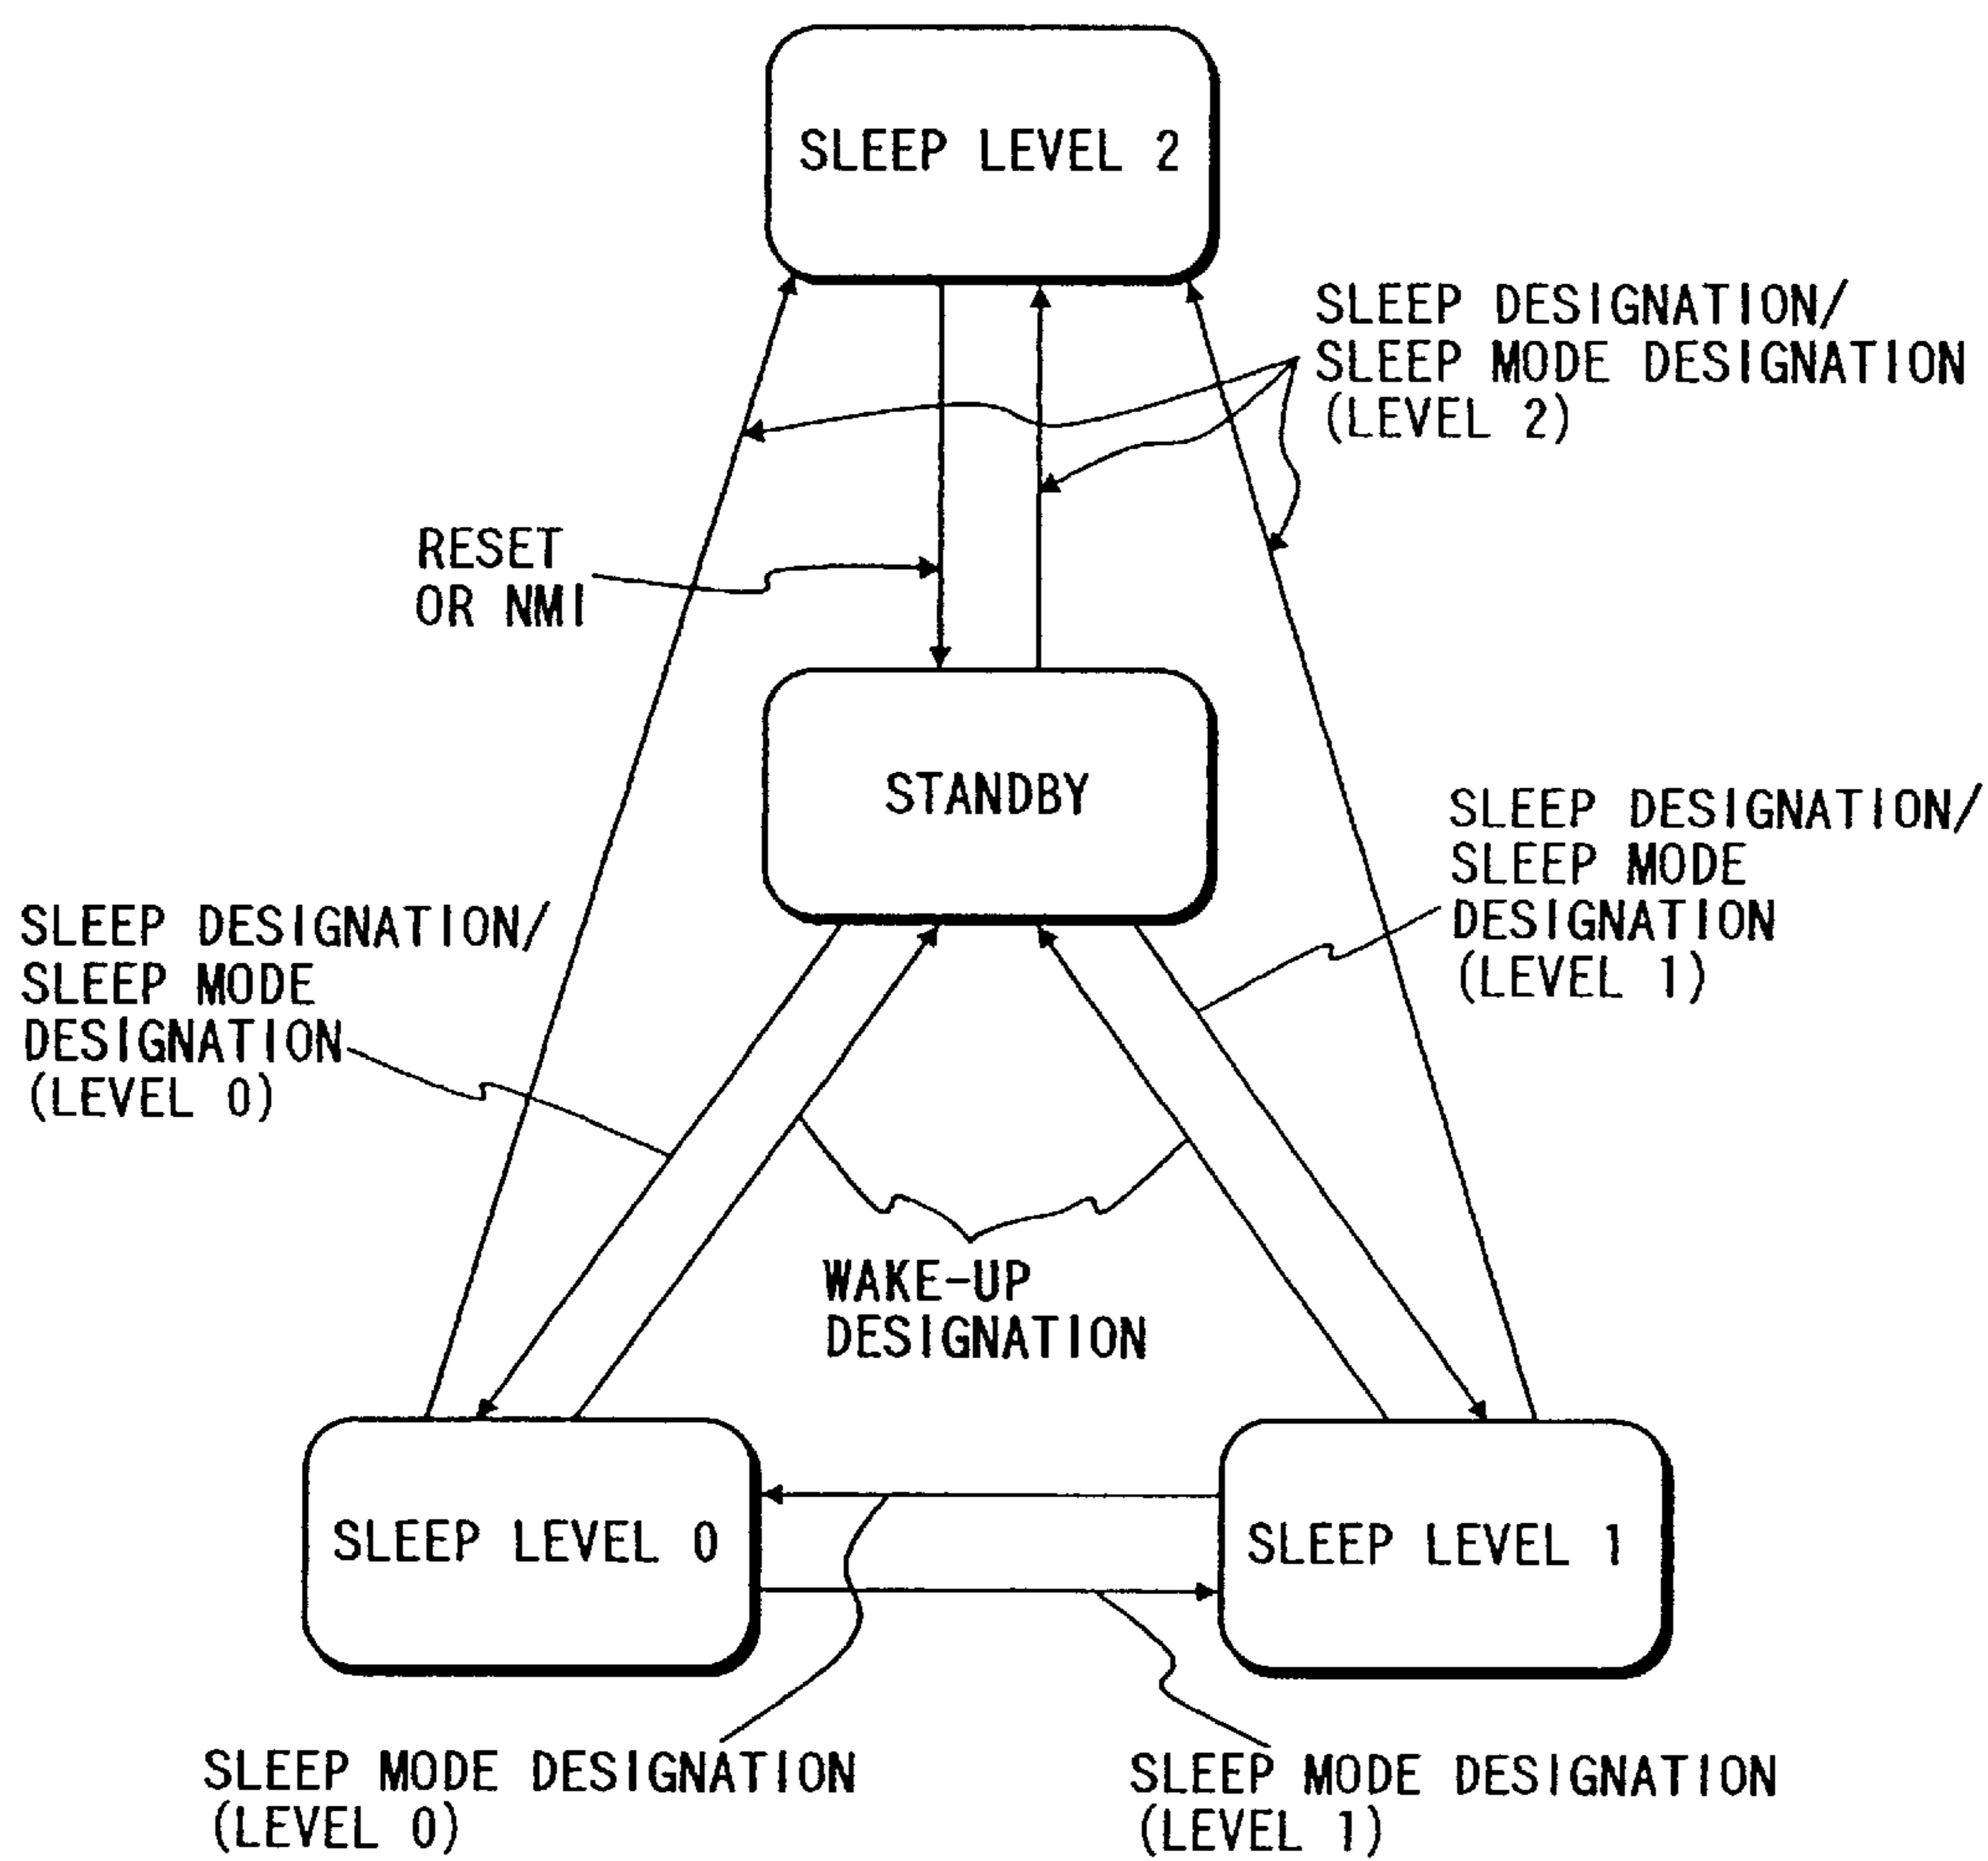 SLEEP LEVEL 2
SLEEP DESIGNATION/
SLEEP MODE DESIGNATION
(LEVEL 2)
RESET
OR NMI
STANDBY
SLEEP DESIGNATION/
SLEEP MODE
DESIGNATION
(LEVEL 1)
SLEEP DESIGNATION/
SLEEP MODE
DESIGNATION
(LEVEL 0)
WAKE-UP
DESIGNATION
SLEEP LEVEL 0
SLEEP LEVEL 1
SLEEP MODE DESIGNATION
(LEVEL 0)
SLEEP MODE DESIGNATION
(LEVEL 1)